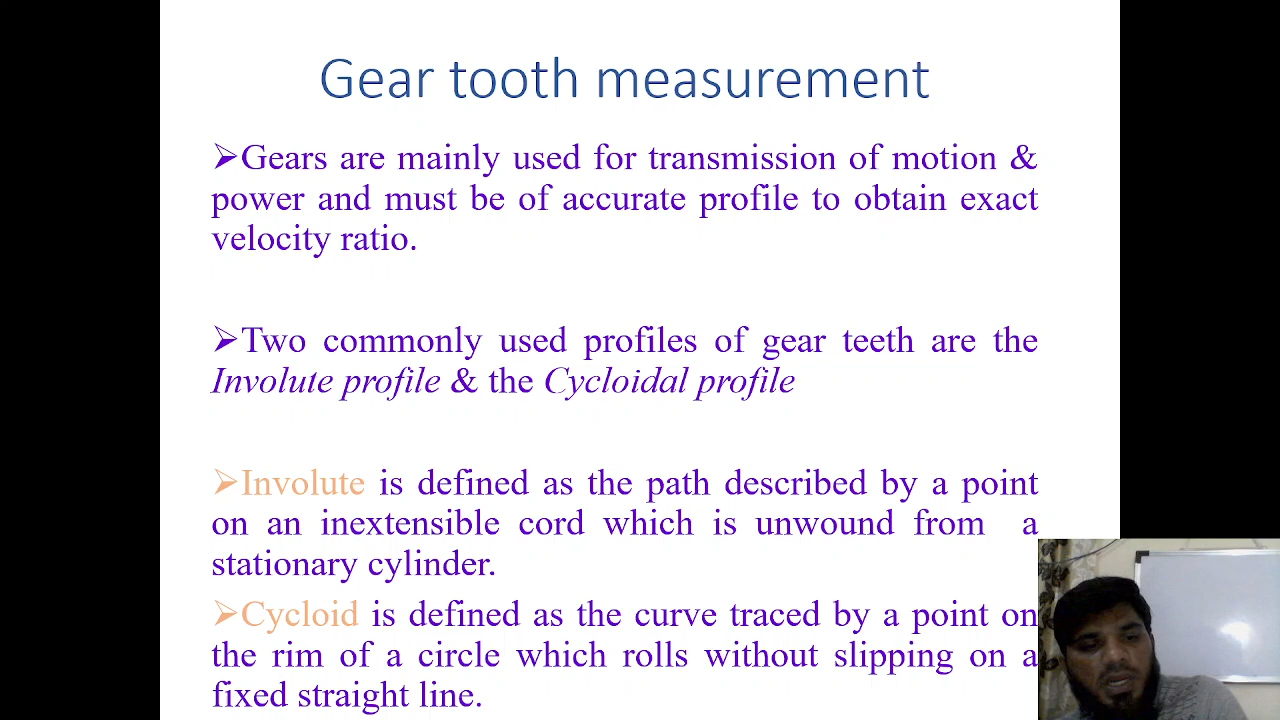 Gear tooth measurement
➢Gears are mainly used for transmission of motion &
power and must be of accurate profile to obtain exact
velocity ratio.
➢Two commonly used profiles of gear teeth are the
Involute profile & the Cycloidal profile
➢Involute is defined as the path described by a point
on an inextensible cord which is unwound from a
stationary cylinder.
➢Cycloid is defined as the curve traced by a point on
the rim of a circle which rolls without slipping on a
fixed straight line.